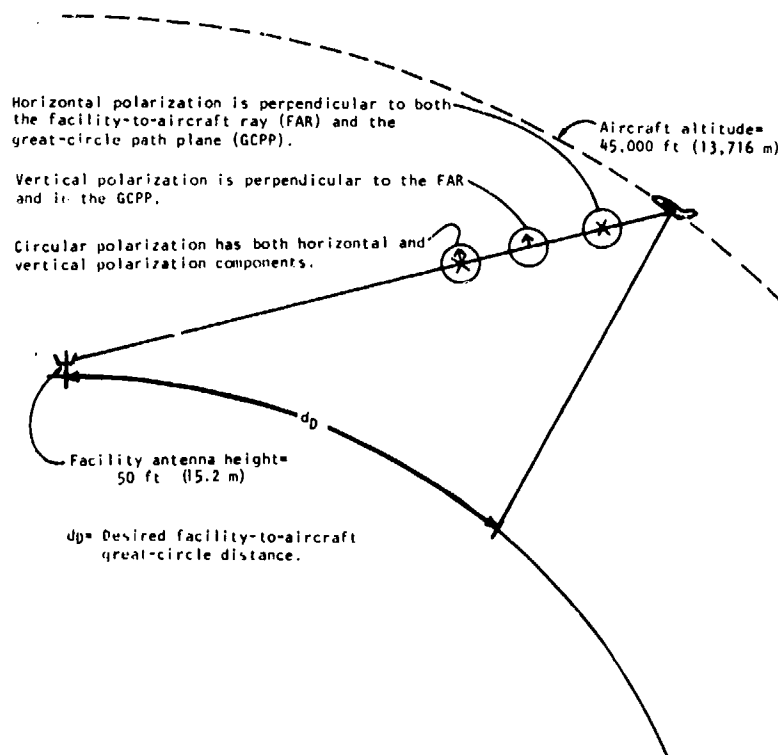 Horizontal polarization is perpendicular to both
the facility-to-aircraft ray (FAR) and the
great-circle path plane (GCPP).
Aircraft altitude=
45,000 ft (13,716 m)
Vertical polarization is perpendicular to the FAR
and in the GCPP.
Circular polarization has both horizontal and
vertical polarization components.
dD
Facility antenna height=
50 ft (15.2 m)
dD= Desired facility-to-aircraft
great-circle distance.